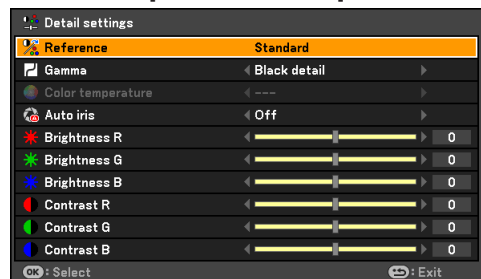 Detail settings
Reference Standard
Gamma Black detail
Color temperature ---
Auto iris Off
Brightness R 0
Brightness G 0
Brightness B 0
Contrast R 0
Contrast G 0
Contrast B 0
OK : Select : Exit